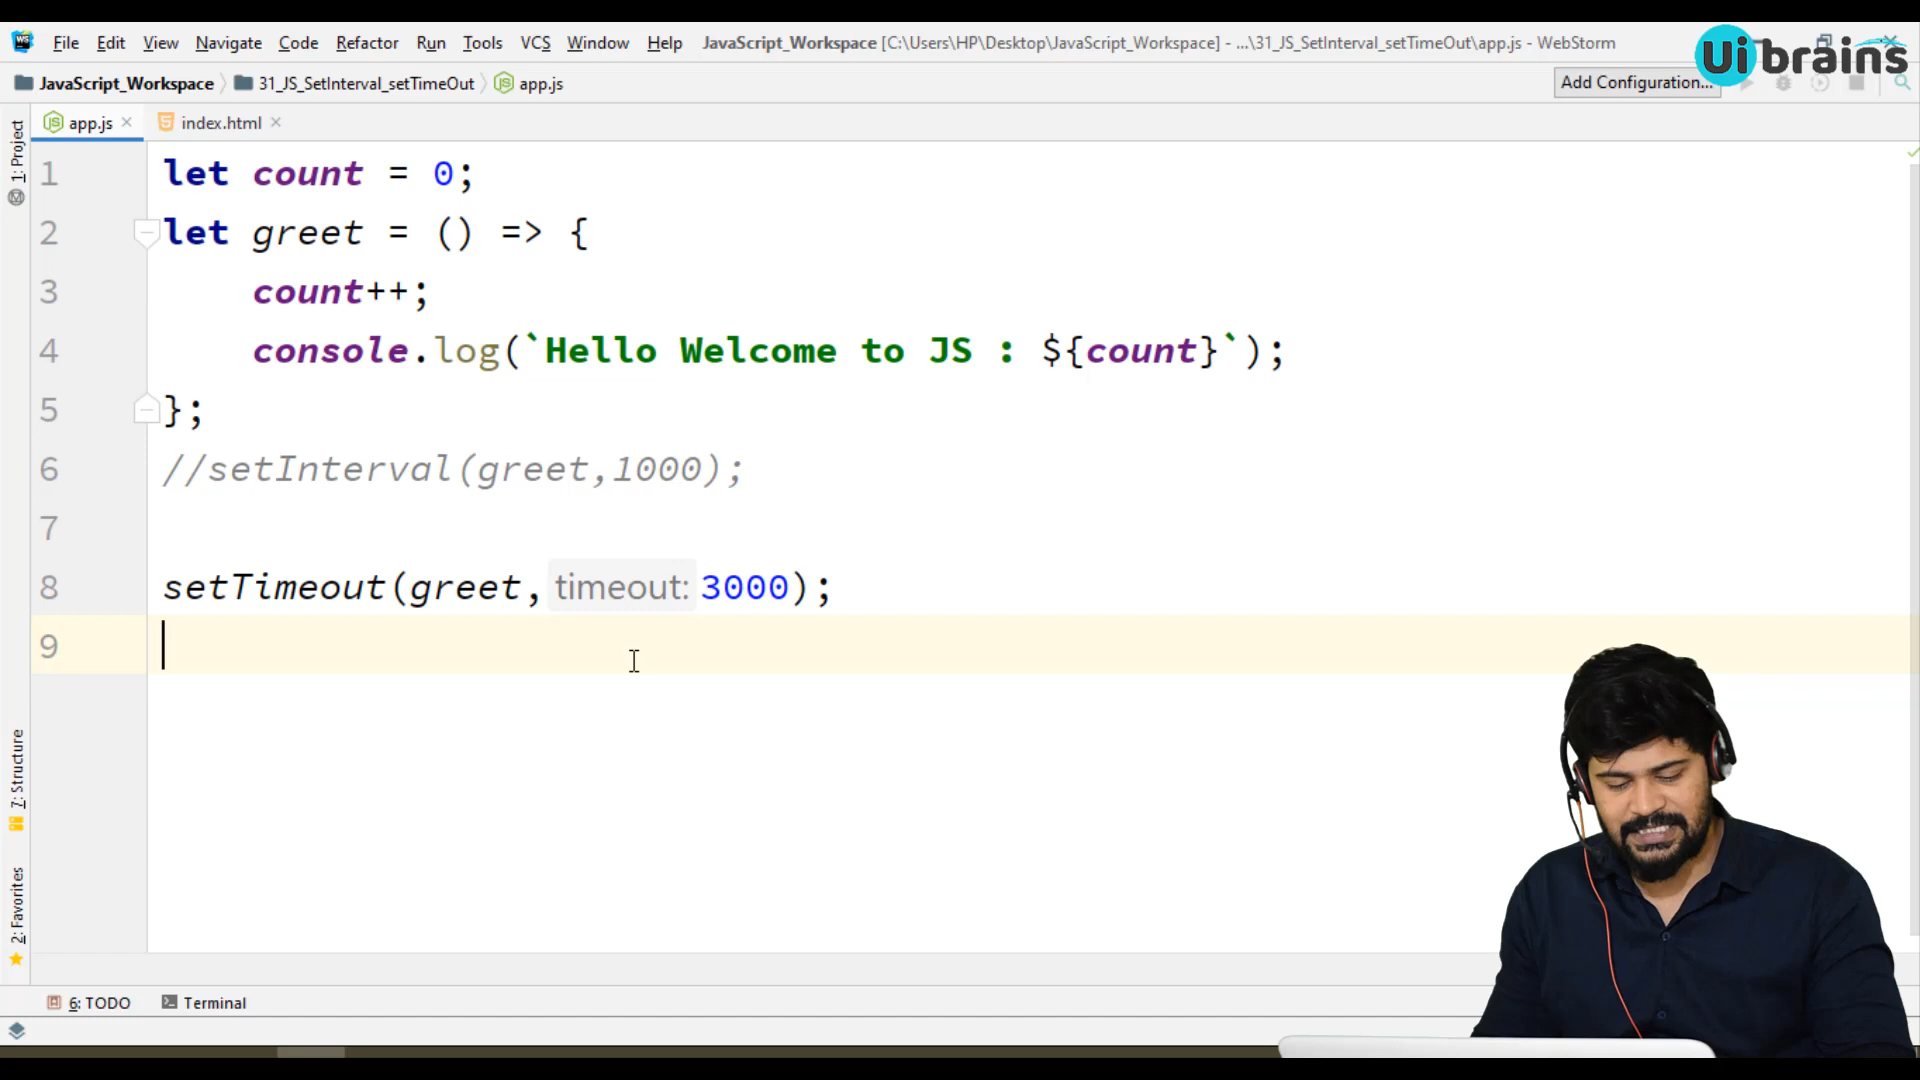 File Edit View Navigate Code Refactor Run Tools VCS Window Help JavaScript_Workspace [C:\Users\HP\Desktop\JavaScript_Workspace] - ...\31_JS_SetInterval_setTimeOut\app.js - WebStorm
Ui brains
JavaScript_Workspace 31_JS_SetInterval_setTimeOut app.js Add Configuration...
app.js index.html
1: Project
1 let count = 0;
2 let greet = () => {
3 count++;
4 console.log(`Hello Welcome to JS : ${count}`);
5 };
6 //setInterval(greet,1000);
7
8 setTimeout(greet, timeout: 3000);
9
7: Structure
2: Favorites
6: TODO Terminal